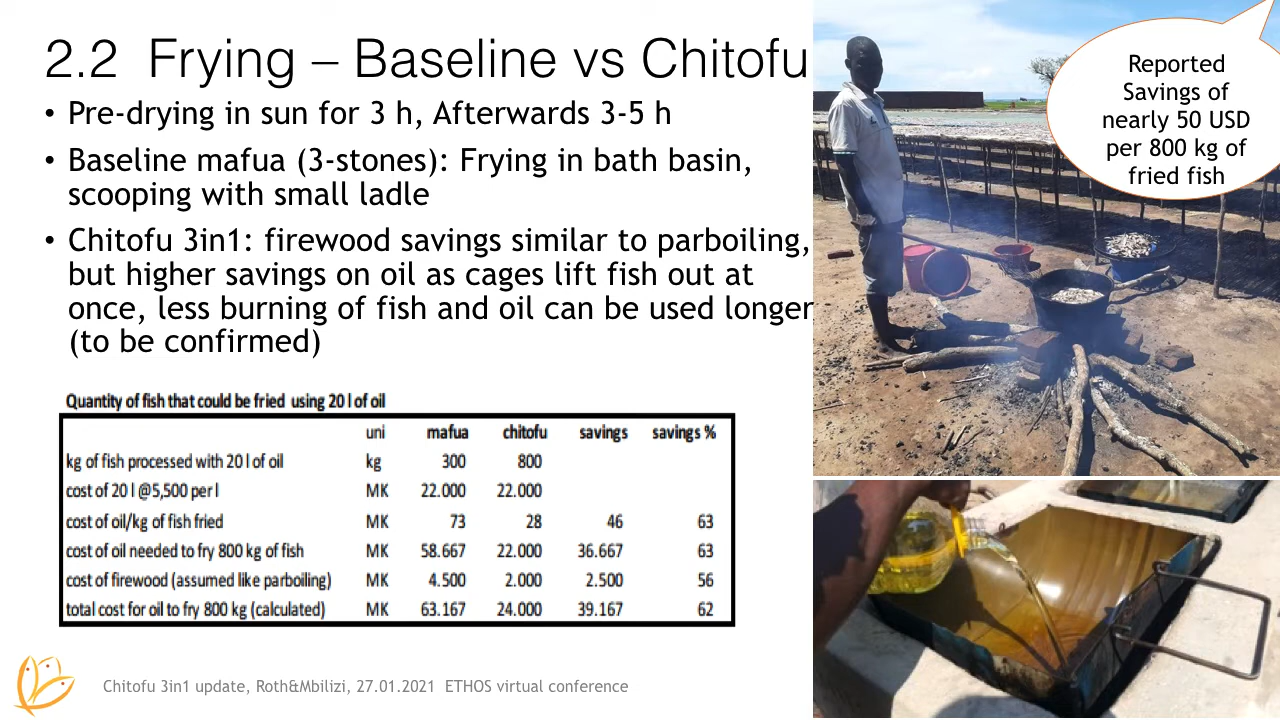 2.2 Frying – Baseline vs Chitofu
• Pre-drying in sun for 3 h, Afterwards 3-5 h
• Baseline mafua (3-stones): Frying in bath basin,
scooping with small ladle
• Chitofu 3in1: firewood savings similar to parboiling,
but higher savings on oil as cages lift fish out at
once, less burning of fish and oil can be used longer
(to be confirmed)
Reported
Savings of
nearly 50 USD
per 800 kg of
fried fish
Quantity of fish that could be fried using 20 l of oil
uni mafua chitofu savings savings %
kg of fish processed with 20 l of oil kg 300 800
cost of 20 l @5,500 per l MK 22.000 22.000
cost of oil/kg of fish fried MK 73 28 46 63
cost of oil needed to fry 800 kg of fish MK 58.667 22.000 36.667 63
cost of firewood (assumed like parboiling) MK 4.500 2.000 2.500 56
total cost for oil to fry 800 kg (calculated) MK 63.167 24.000 39.167 62
Chitofu 3in1 update, Roth&Mbilizi, 27.01.2021 ETHOS virtual conference